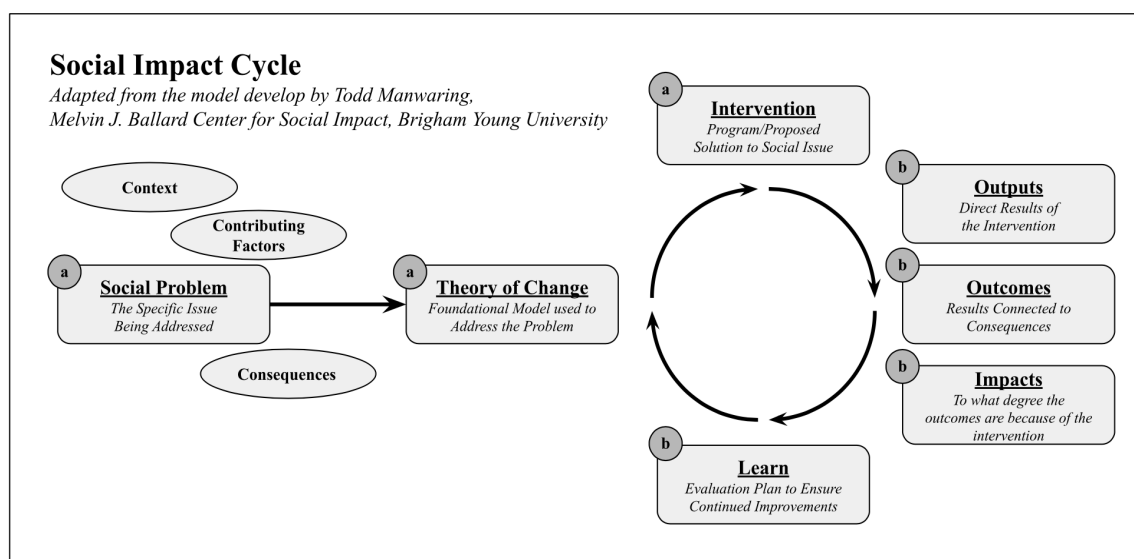 Social Impact Cycle
Adapted from the model develop by Todd Manwaring,
Melvin J. Ballard Center for Social Impact, Brigham Young University
Context
Contributing
Factors
a
Social Problem
The Specific Issue
Being Addressed
Consequences
a
Theory of Change
Foundational Model used to
Address the Problem
a
Intervention
Program/Proposed
Solution to Social Issue
b
Outputs
Direct Results of
the Intervention
b
Outcomes
Results Connected to
Consequences
b
Impacts
To what degree the
outcomes are because of the
intervention
b
Learn
Evaluation Plan to Ensure
Continued Improvements